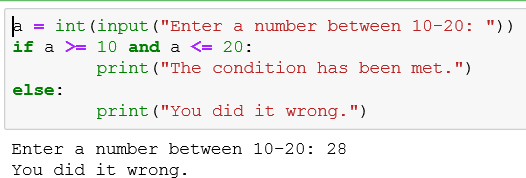 a = int(input("Enter a number between 10-20: "))
if a >= 10 and a <= 20:
        print("The condition has been met.")
else:
        print("You did it wrong.")
Enter a number between 10-20: 28
You did it wrong.